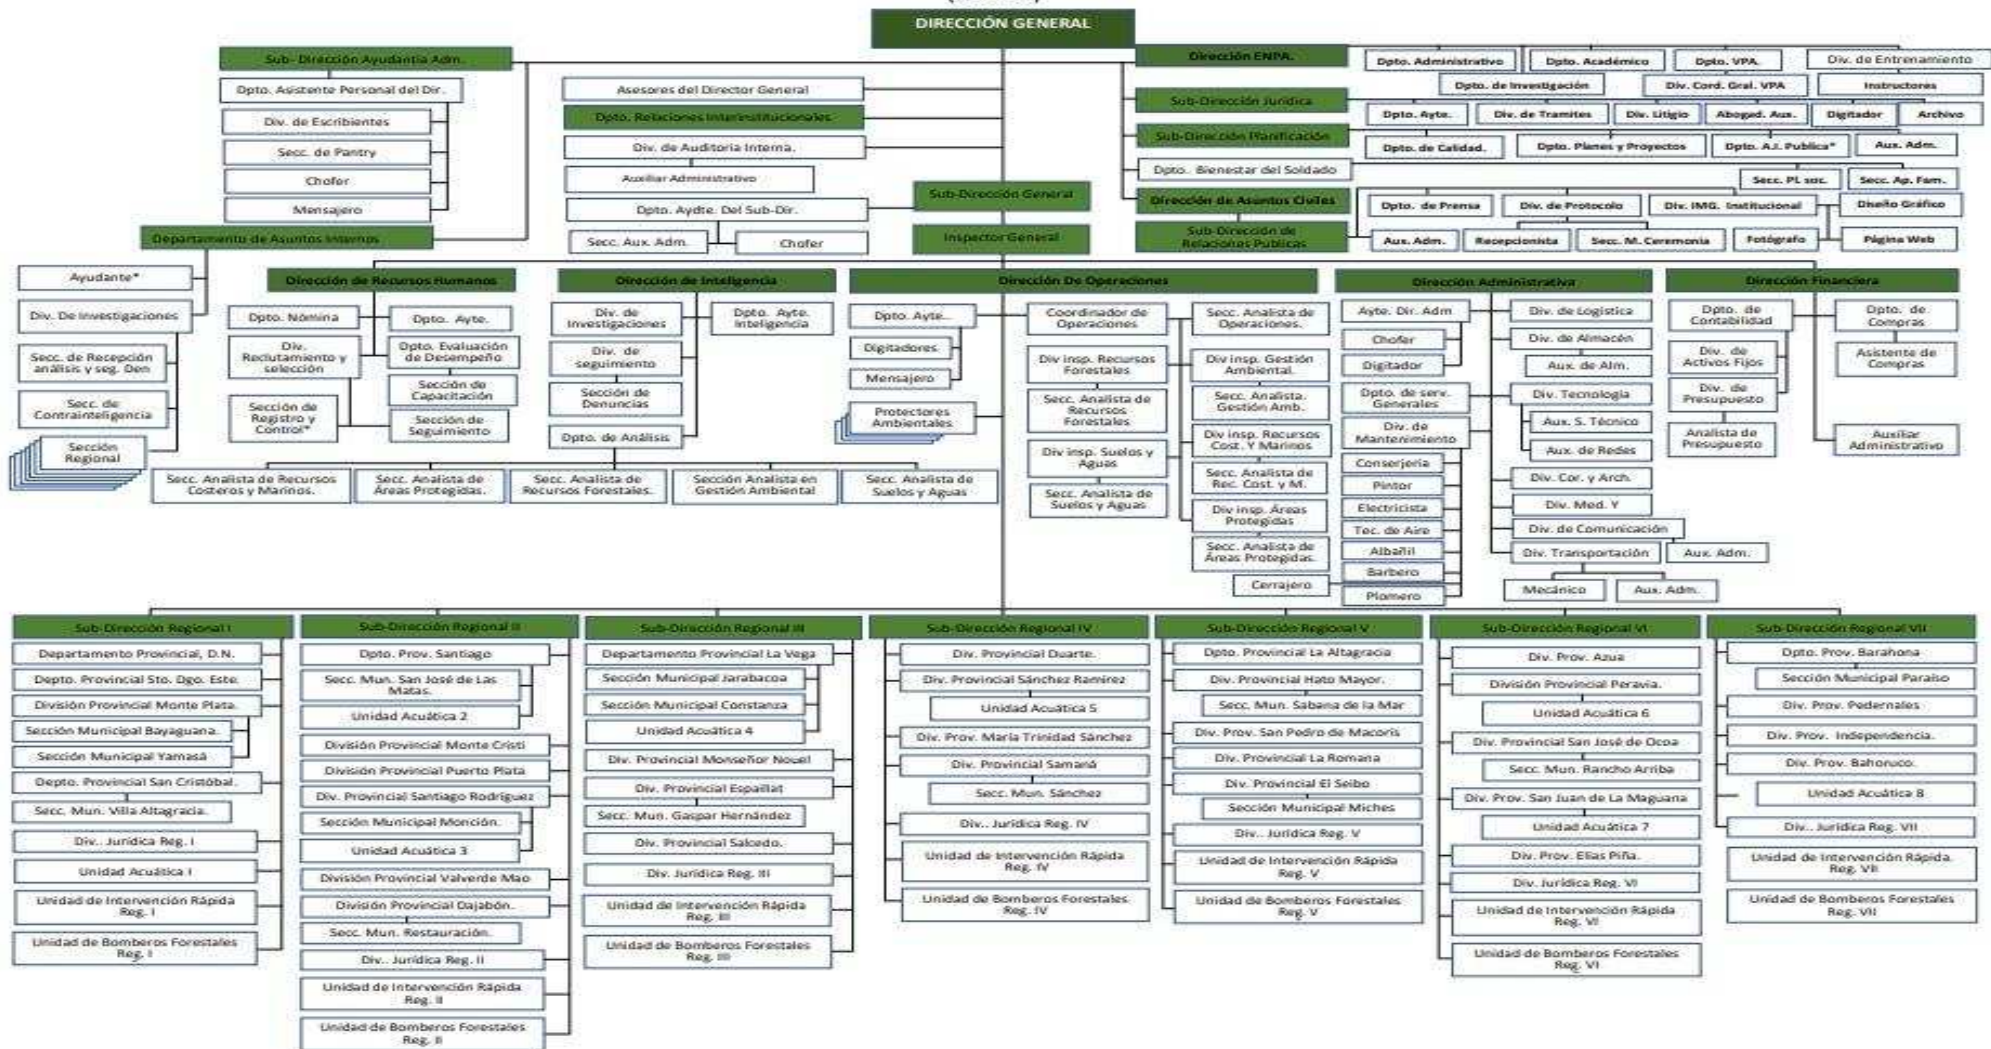 DIRECCIÓN GENERAL
Sub- Dirección Ayudantía Adm.
Dpto. Asistente Personal del Dir.
Div. de Escribientes
Secc. de Pantry
Chofer
Mensajero
Departamento de Asuntos Internos
Asesores del Director General
Dpto. Relaciones Interinstitucionales
Div. de Auditoria Interna.
Auxiliar Administrativo
Dpto. Aydte. Del Sub-Dir.
Secc. Aux. Adm.
Chofer
Sub-Dirección General
Inspector General
Dirección ENPA.
Dpto. Administrativo
Dpto. Académico
Dpto. VPA.
Div. de Entrenamiento
Dpto. de Investigación
Div. Cord. Gral. VPA
Instructores
Sub-Dirección Jurídica
Dpto. Ayte.
Div. de Tramites
Div. Litigio
Abogad. Aux.
Digitador
Archivo
Sub-Dirección Planificación
Dpto. de Calidad.
Dpto. Planes y Proyectos
Dpto. A.I. Publica*
Aux. Adm.
Dpto. Bienestar del Soldado
Secc. Pl. soc.
Secc. Ap. Fam.
Dirección de Asuntos Civiles
Sub-Dirección de
Relaciones Publicas
Dpto. de Prensa
Div. de Protocolo
Div. IMG. Institucional
Diseño Gráfico
Aux. Adm.
Recepcionista
Secc. M. Ceremonia
Fotógrafo
Página Web
Ayudante*
Div. De Investigaciones
Secc. de Recepción
análisis y seg. Den
Secc. de
Contrainteligencia
Sección
Regional
Dirección de Recursos Humanos
Dpto. Nómina
Dpto. Ayte.
Div.
Reclutamiento y
selección
Dpto. Evaluación
de Desempeño
Sección de
Capacitación
Sección de
Registro y
Control*
Sección de
Seguimiento
Dirección de Inteligencia
Div. de
Investigaciones
Dpto. Ayte.
Inteligencia
Div. de
seguimiento
Sección de
Denuncias
Dpto. de Análisis
Secc. Analista de Recursos
Costeros y Marinos.
Secc. Analista de
Áreas Protegidas.
Secc. Analista de
Recursos Forestales.
Sección Analista en
Gestión Ambiental
Secc. Analista de
Suelos y Aguas
Dirección De Operaciones
Dpto. Ayte.
Digitadores
Mensajero
Protectores
Ambientales
Coordinador de
Operaciones
Div insp. Recursos
Forestales
Secc. Analista de
Recursos
Forestales
Div insp. Suelos y
Aguas
Secc. Analista de
Suelos y Aguas
Secc. Analista de
Operaciones.
Div insp. Gestión
Ambiental.
Secc. Analista.
Gestión Amb.
Div insp. Recursos
Cost. Y Marinos
Secc. Analista de
Rec. Cost. y M.
Div insp. Áreas
Protegidas
Secc. Analista de
Áreas Protegidas.
Dirección Administrativa
Ayte. Dir. Adm
Chofer
Digitador
Dpto. de serv.
Generales
Div. de
Mantenimiento
Conserjería
Pintor
Electricista
Tec. de Aire
Albañil
Barbero
Cerrajero
Plomero
Div. de Logística
Div. de Almacén
Aux. de Alm.
Div. Tecnología
Aux. S. Técnico
Aux. de Redes
Div. Cor. y Arch.
Div. Med. Y
Div. de Comunicación
Div. Transportación
Aux. Adm.
Mecánico
Aux. Adm.
Dirección Financiera
Dpto. de
Contabilidad
Dpto. de
Compras
Div. de
Activos Fijos
Asistente de
Compras
Div. de
Presupuesto
Analista de
Presupuesto
Auxiliar
Administrativo
Sub-Dirección Regional I
Departamento Provincial, D.N.
Depto. Provincial Sto. Dgo. Este.
División Provincial Monte Plata.
Sección Municipal Bayaguana.
Sección Municipal Yamasá
Depto. Provincial San Cristóbal.
Secc. Mun. Villa Altagracia.
Div.. Jurídica Reg. I
Unidad Acuática I
Unidad de Intervención Rápida
Reg. I
Unidad de Bomberos Forestales
Reg. I
Sub-Dirección Regional II
Dpto. Prov. Santiago
Secc. Mun. San José de Las
Matas.
Unidad Acuática 2
División Provincial Monte Cristi
División Provincial Puerto Plata
Div. Provincial Santiago Rodríguez
Sección Municipal Monción.
Unidad Acuática 3
División Provincial Valverde Mao
División Provincial Dajabón.
Secc. Mun. Restauración.
Div.. Jurídica Reg. II
Unidad de Intervención Rápida
Reg. II
Unidad de Bomberos Forestales
Reg. II
Sub-Dirección Regional III
Departamento Provincial La Vega
Sección Municipal Jarabacoa
Sección Municipal Constanza
Unidad Acuática 4
Div. Provincial Monseñor Nouel
Div. Provincial Espaillat
Secc. Mun. Gaspar Hernández
Div. Provincial Salcedo.
Div. Jurídica Reg. III
Unidad de Intervención Rápida
Reg. III
Unidad de Bomberos Forestales
Reg. III
Sub-Dirección Regional IV
Div. Provincial Duarte.
Div. Provincial Sánchez Ramírez
Unidad Acuática 5
Div. Prov. María Trinidad Sánchez
Div. Provincial Samaná
Secc. Mun. Sánchez
Div.. Jurídica Reg. IV
Unidad de Intervención Rápida
Reg. IV
Unidad de Bomberos Forestales
Reg. IV
Sub-Dirección Regional V
Dpto. Provincial La Altagracia
Div. Provincial Hato Mayor.
Secc. Mun. Sabana de la Mar
Div. Prov. San Pedro de Macorís
Div. Provincial La Romana
Div. Provincial El Seibo
Sección Municipal Miches
Div.. Jurídica Reg. V
Unidad de Intervención Rápida
Reg. V
Unidad de Bomberos Forestales
Reg. V
Sub-Dirección Regional VI
Div. Prov. Azua
División Provincial Peravia.
Unidad Acuática 6
Div. Provincial San José de Ocoa
Secc. Mun. Rancho Arriba
Div. Prov. San Juan de La Maguana
Unidad Acuática 7
Div. Prov. Elías Piña.
Div. Jurídica Reg. VI
Unidad de Intervención Rápida
Reg. VI
Unidad de Bomberos Forestales
Reg. VI
Sub-Dirección Regional VII
Dpto. Prov. Barahona
Sección Municipal Paraíso
Div. Prov. Pedernales
Div. Prov. Independencia.
Div. Prov. Bahoruco.
Unidad Acuática 8
Div.. Jurídica Reg. VII
Unidad de Intervención Rápida.
Reg. VII
Unidad de Bomberos Forestales
Reg. VII